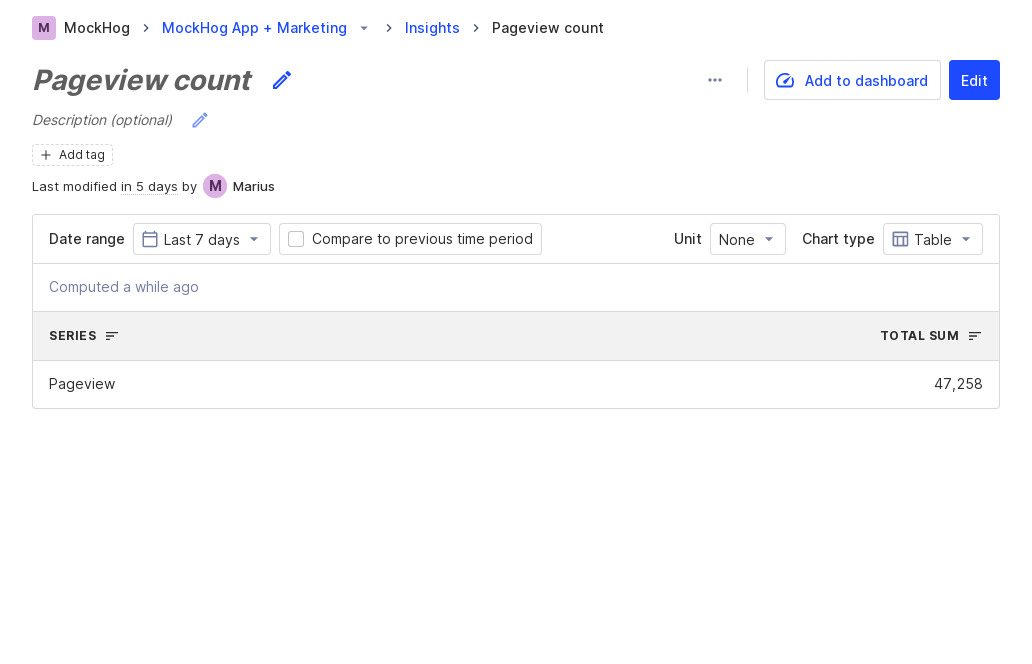 M MockHog MockHog App + Marketing Insights Pageview count
Pageview count
Add to dashboard Edit
Description (optional)
Add tag
Last modified in 5 days by M Marius
Date range Last 7 days Compare to previous time period Unit None Chart type Table
Computed a while ago
SERIES TOTAL SUM
Pageview 47,258